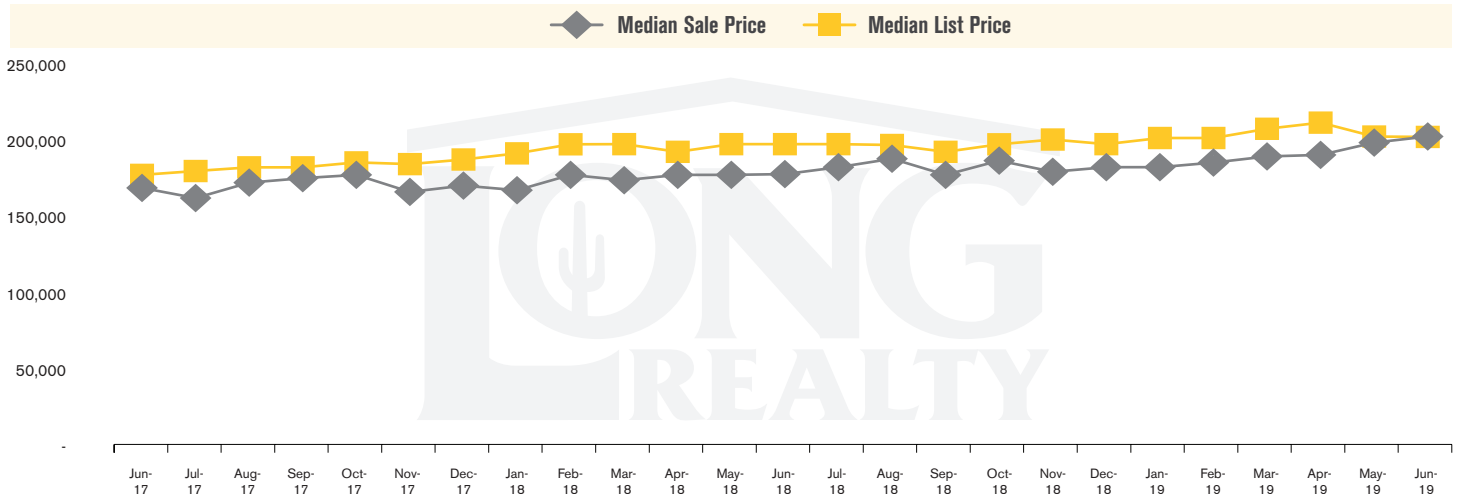 Median Sale Price Median List Price
250,000
200,000
150,000
100,000
50,000
-
LONG
REALTY
Jun- Jul- Aug- Sep- Oct- Nov- Dec- Jan- Feb- Mar- Apr- May- Jun- Jul- Aug- Sep- Oct- Nov- Dec- Jan- Feb- Mar- Apr- May- Jun-
17 17 17 17 17 17 17 18 18 18 18 18 18 18 18 18 18 18 18 19 19 19 19 19 19